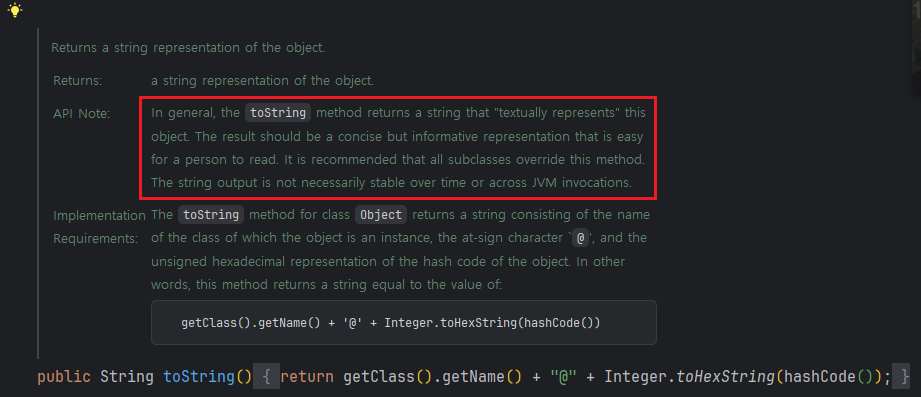 Returns a string representation of the object.
Returns: a string representation of the object.
API Note: In general, the toString method returns a string that "textually represents" this
object. The result should be a concise but informative representation that is easy
for a person to read. It is recommended that all subclasses override this method.
The string output is not necessarily stable over time or across JVM invocations.
Implementation The toString method for class Object returns a string consisting of the name
Requirements: of the class of which the object is an instance, the at-sign character `@', and the
unsigned hexadecimal representation of the hash code of the object. In other
words, this method returns a string equal to the value of:
getClass().getName() + '@' + Integer.toHexString(hashCode())
public String toString() { return getClass().getName() + "@" + Integer.toHexString(hashCode()); }